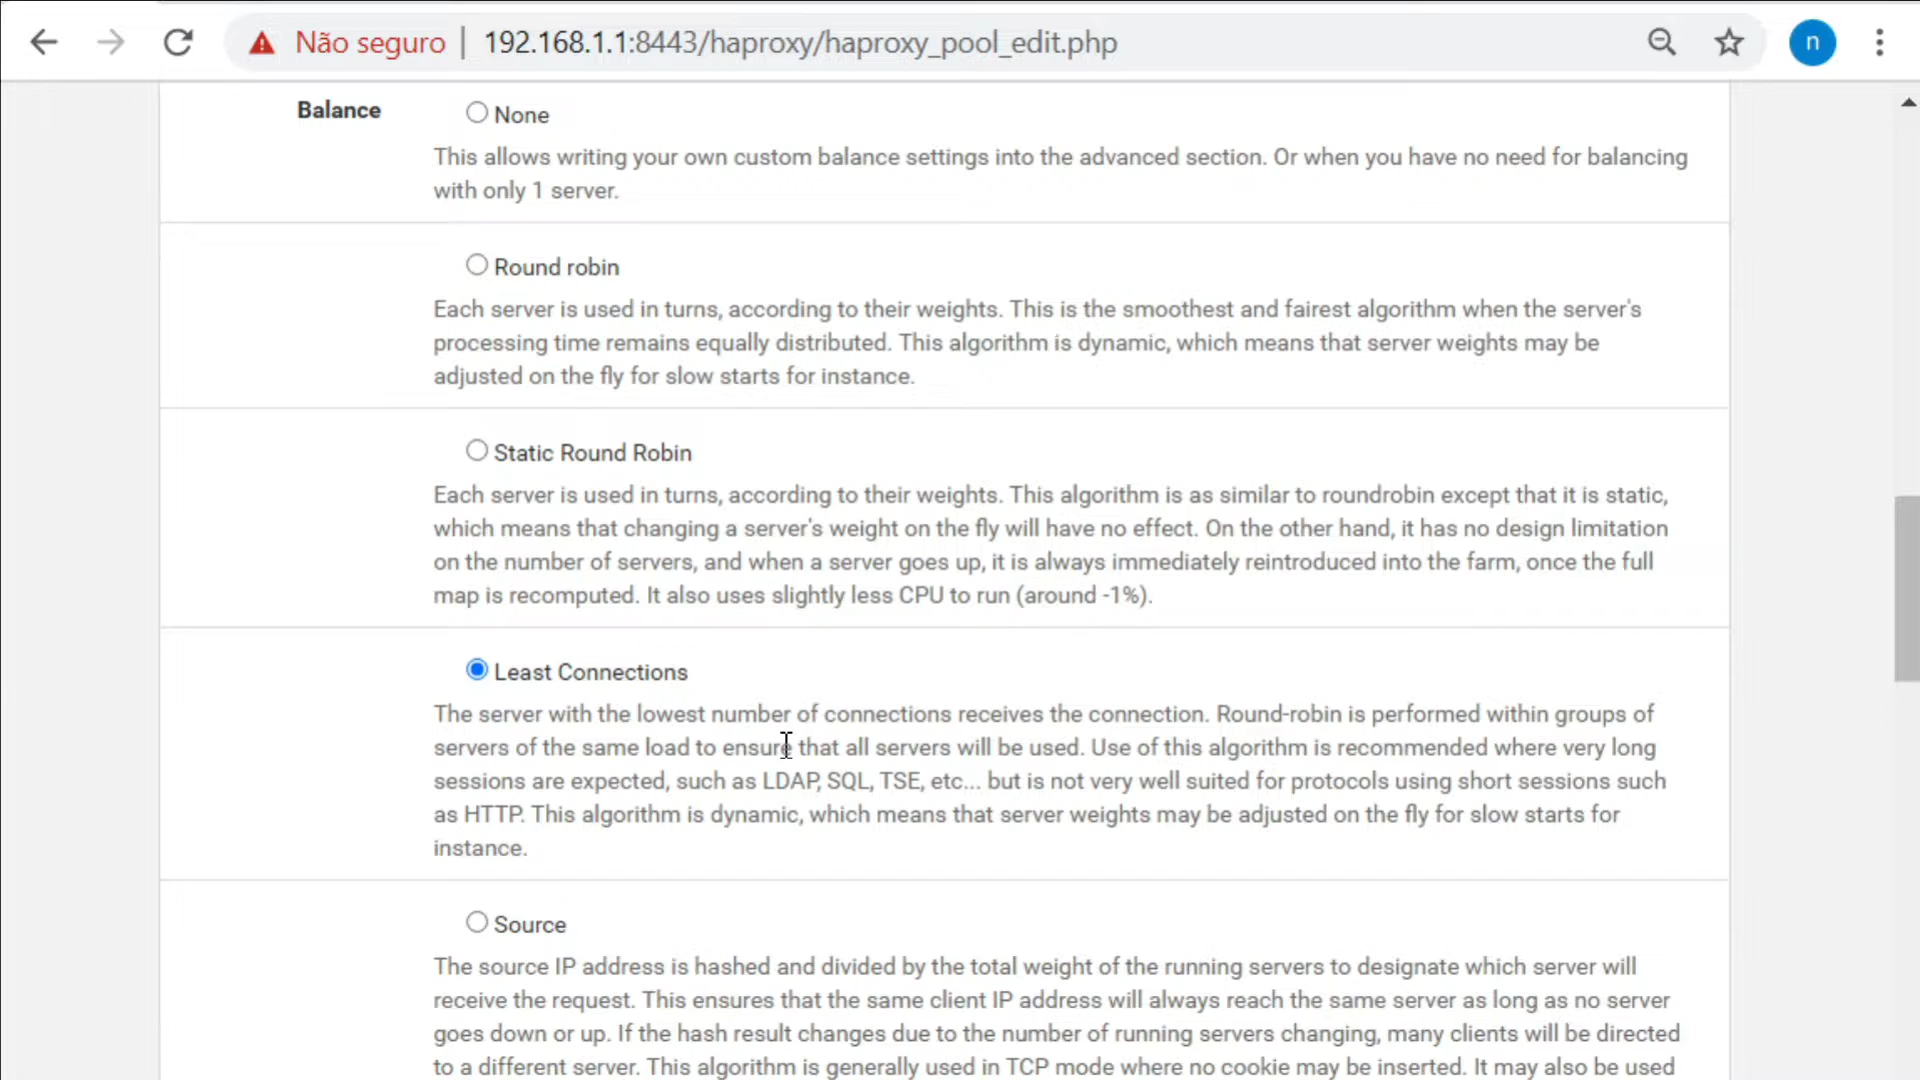 Não seguro | 192.168.1.1:8443/haproxy/haproxy_pool_edit.php
n
Balance
None
This allows writing your own custom balance settings into the advanced section. Or when you have no need for balancing
with only 1 server.
Round robin
Each server is used in turns, according to their weights. This is the smoothest and fairest algorithm when the server's
processing time remains equally distributed. This algorithm is dynamic, which means that server weights may be
adjusted on the fly for slow starts for instance.
Static Round Robin
Each server is used in turns, according to their weights. This algorithm is as similar to roundrobin except that it is static,
which means that changing a server's weight on the fly will have no effect. On the other hand, it has no design limitation
on the number of servers, and when a server goes up, it is always immediately reintroduced into the farm, once the full
map is recomputed. It also uses slightly less CPU to run (around -1%).
Least Connections
The server with the lowest number of connections receives the connection. Round-robin is performed within groups of
servers of the same load to ensure that all servers will be used. Use of this algorithm is recommended where very long
sessions are expected, such as LDAP, SQL, TSE, etc... but is not very well suited for protocols using short sessions such
as HTTP. This algorithm is dynamic, which means that server weights may be adjusted on the fly for slow starts for
instance.
Source
The source IP address is hashed and divided by the total weight of the running servers to designate which server will
receive the request. This ensures that the same client IP address will always reach the same server as long as no server
goes down or up. If the hash result changes due to the number of running servers changing, many clients will be directed
to a different server. This algorithm is generally used in TCP mode where no cookie may be inserted. It may also be used